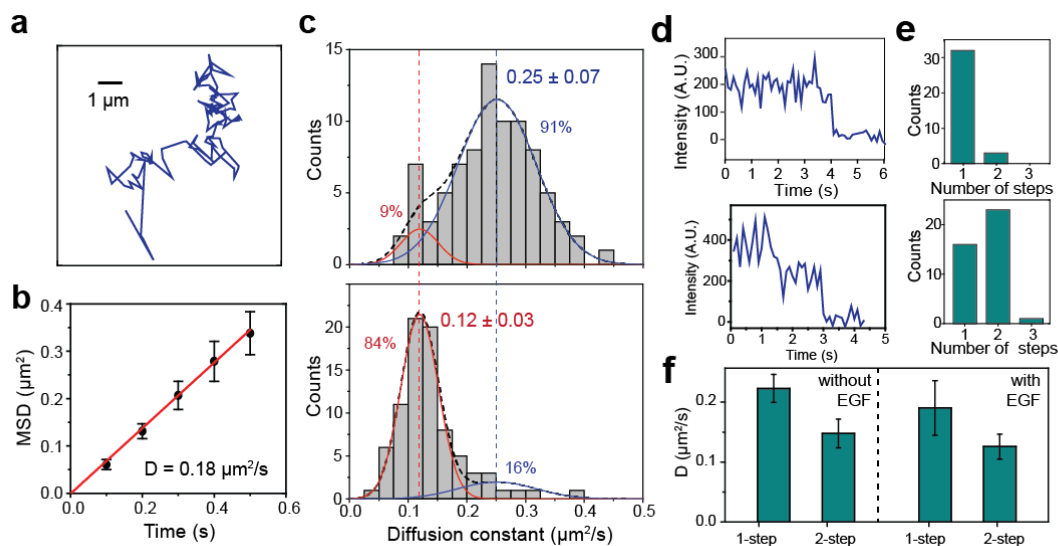 a
1 µm
b
MSD (µm²)
0.4
0.3
0.2
0.1
0.0
D = 0.18 µm²/s
0.0
0.2
0.4
0.6
Time (s)
c
Counts
15
10
5
0
0.25 ± 0.07
91%
9%
Counts
20
15
10
5
0
0.12 ± 0.03
84%
16%
0.0
0.1
0.2
0.3
0.4
0.5
Diffusion constant (µm²/s)
d
Intensity (A.U.)
300
200
100
0
0 1 2 3 4 5 6
Time (s)
Intensity (A.U.)
400
200
0
0 1 2 3 4 5
Time (s)
e
Counts
30
20
10
0
1 2 3
Number of steps
Counts
20
10
0
1 2 3
Number of steps
f
D (µm²/s)
0.2
0.1
0.0
without
EGF
with
EGF
1-step
2-step
1-step
2-step